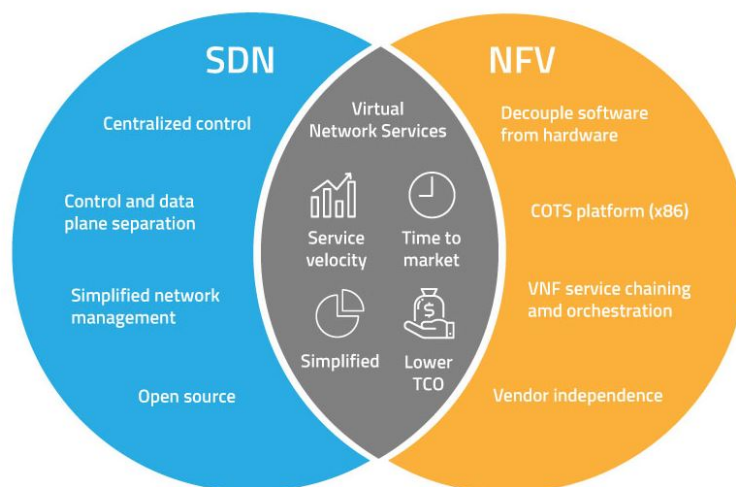 SDN
Centralized control
Control and data
plane separation
Simplified network
management
Open source
Virtual
Network Services
Service
velocity
Time to
market
Simplified
$
Lower
TCO
NFV
Decouple software
from hardware
COTS platform (x86)
VNF service chaining
amd orchestration
Vendor independence